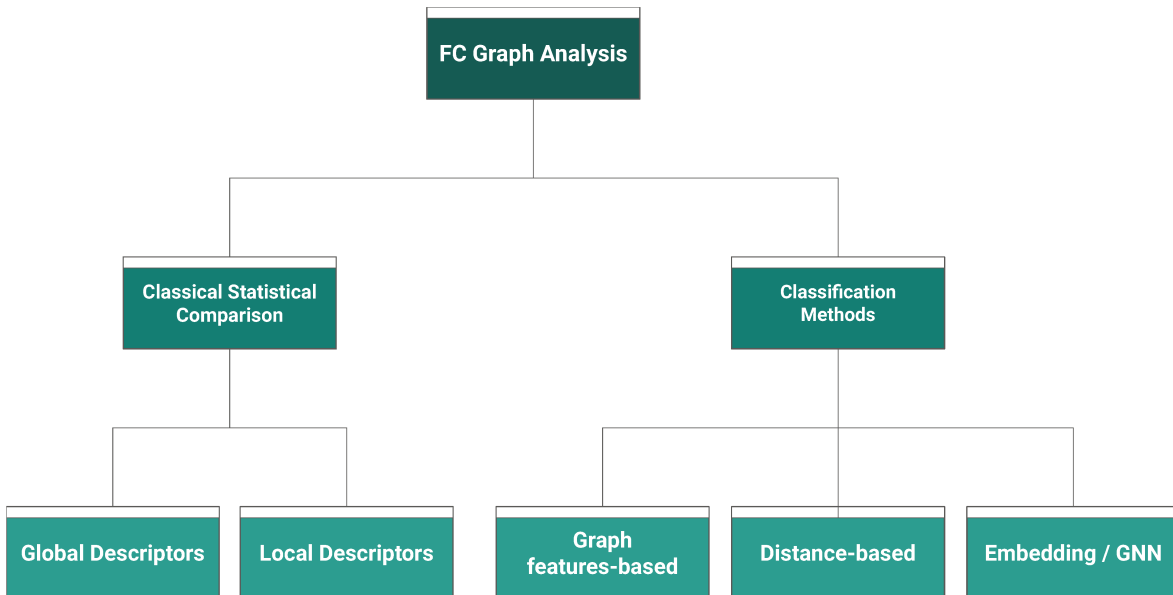 FC Graph Analysis
Classical Statistical
Comparison
Classification
Methods
Global Descriptors
Local Descriptors
Graph
features-based
Distance-based
Embedding / GNN